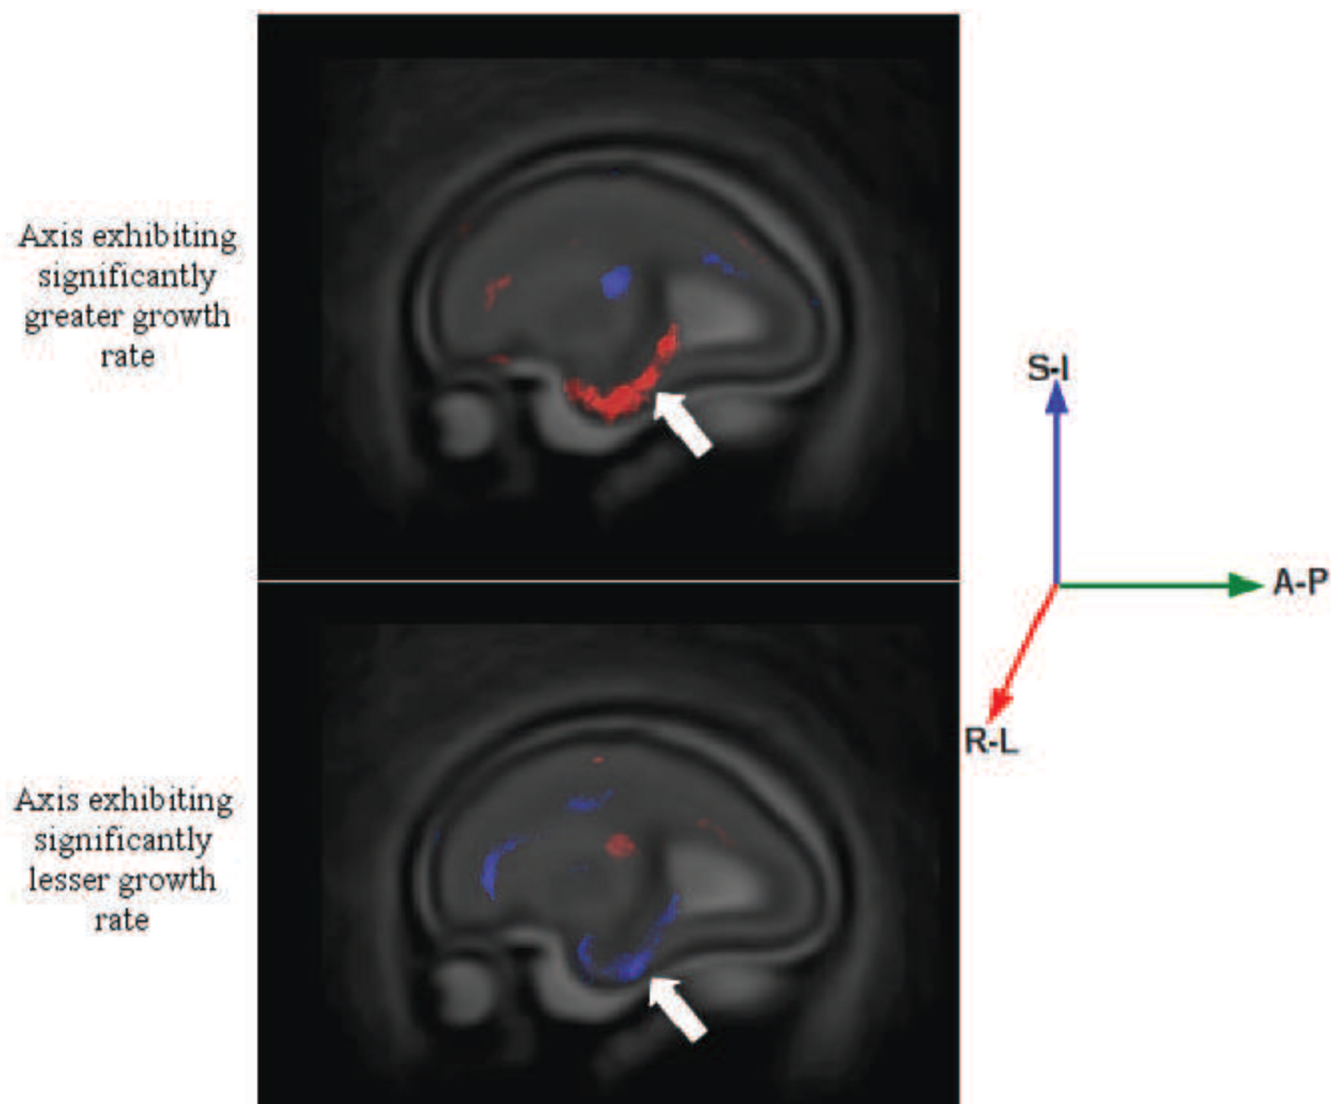 Axis exhibiting
significantly
greater growth
rate
S-I
A-P
R-L
Axis exhibiting
significantly
lesser growth
rate